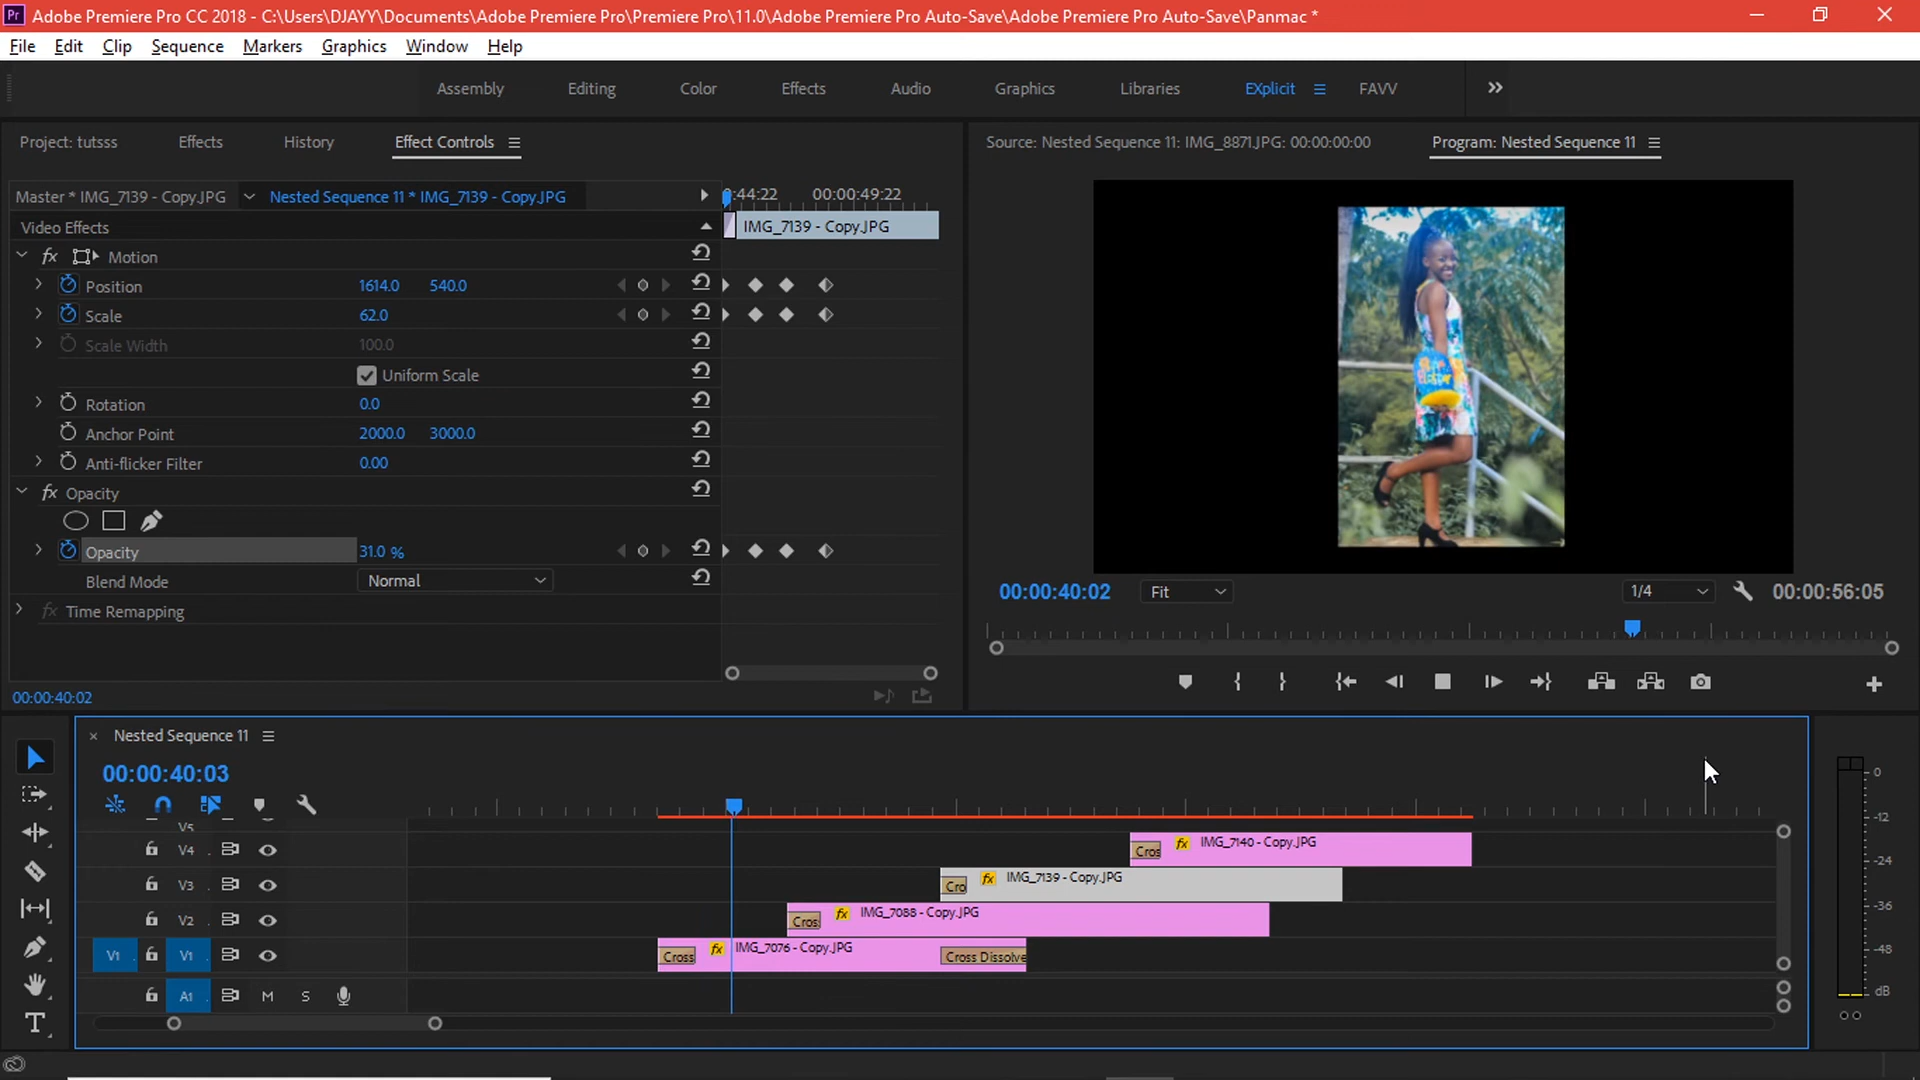 Pr Adobe Premiere Pro CC 2018 - C:\Users\DJAYY\Documents\Adobe Premiere Pro\Premiere Pro\11.0\Adobe Premiere Pro Auto-Save\Adobe Premiere Pro Auto-Save\Panmac *
File Edit Clip Sequence Markers Graphics Window Help
Assembly Editing Color Effects Audio Graphics Libraries EXplicit FAVV
Project: tutsss Effects History Effect Controls
Source: Nested Sequence 11: IMG_8871.JPG: 00:00:00:00 Program: Nested Sequence 11
Master * IMG_7139 - Copy.JPG Nested Sequence 11 * IMG_7139 - Copy.JPG
:44:22 00:00:49:22
Video Effects
IMG_7139 - Copy.JPG
fx Motion
Position 1614.0 540.0
Scale 62.0
Scale Width 100.0
Uniform Scale
Rotation 0.0
Anchor Point 2000.0 3000.0
Anti-flicker Filter 0.00
fx Opacity
Opacity 31.0 %
Blend Mode Normal
fx Time Remapping
00:00:40:02
00:00:40:02 Fit 1/4 00:00:56:05
Nested Sequence 11
00:00:40:03
V5
V4 Cros fx IMG_7140 - Copy.JPG
V3 Cro fx IMG_7139 - Copy.JPG
V2 Cros fx IMG_7088 - Copy.JPG
V1 V1 Cross fx IMG_7076 - Copy.JPG Cross Dissolve
A1 M S
T
0
-12
-24
-36
-48
dB